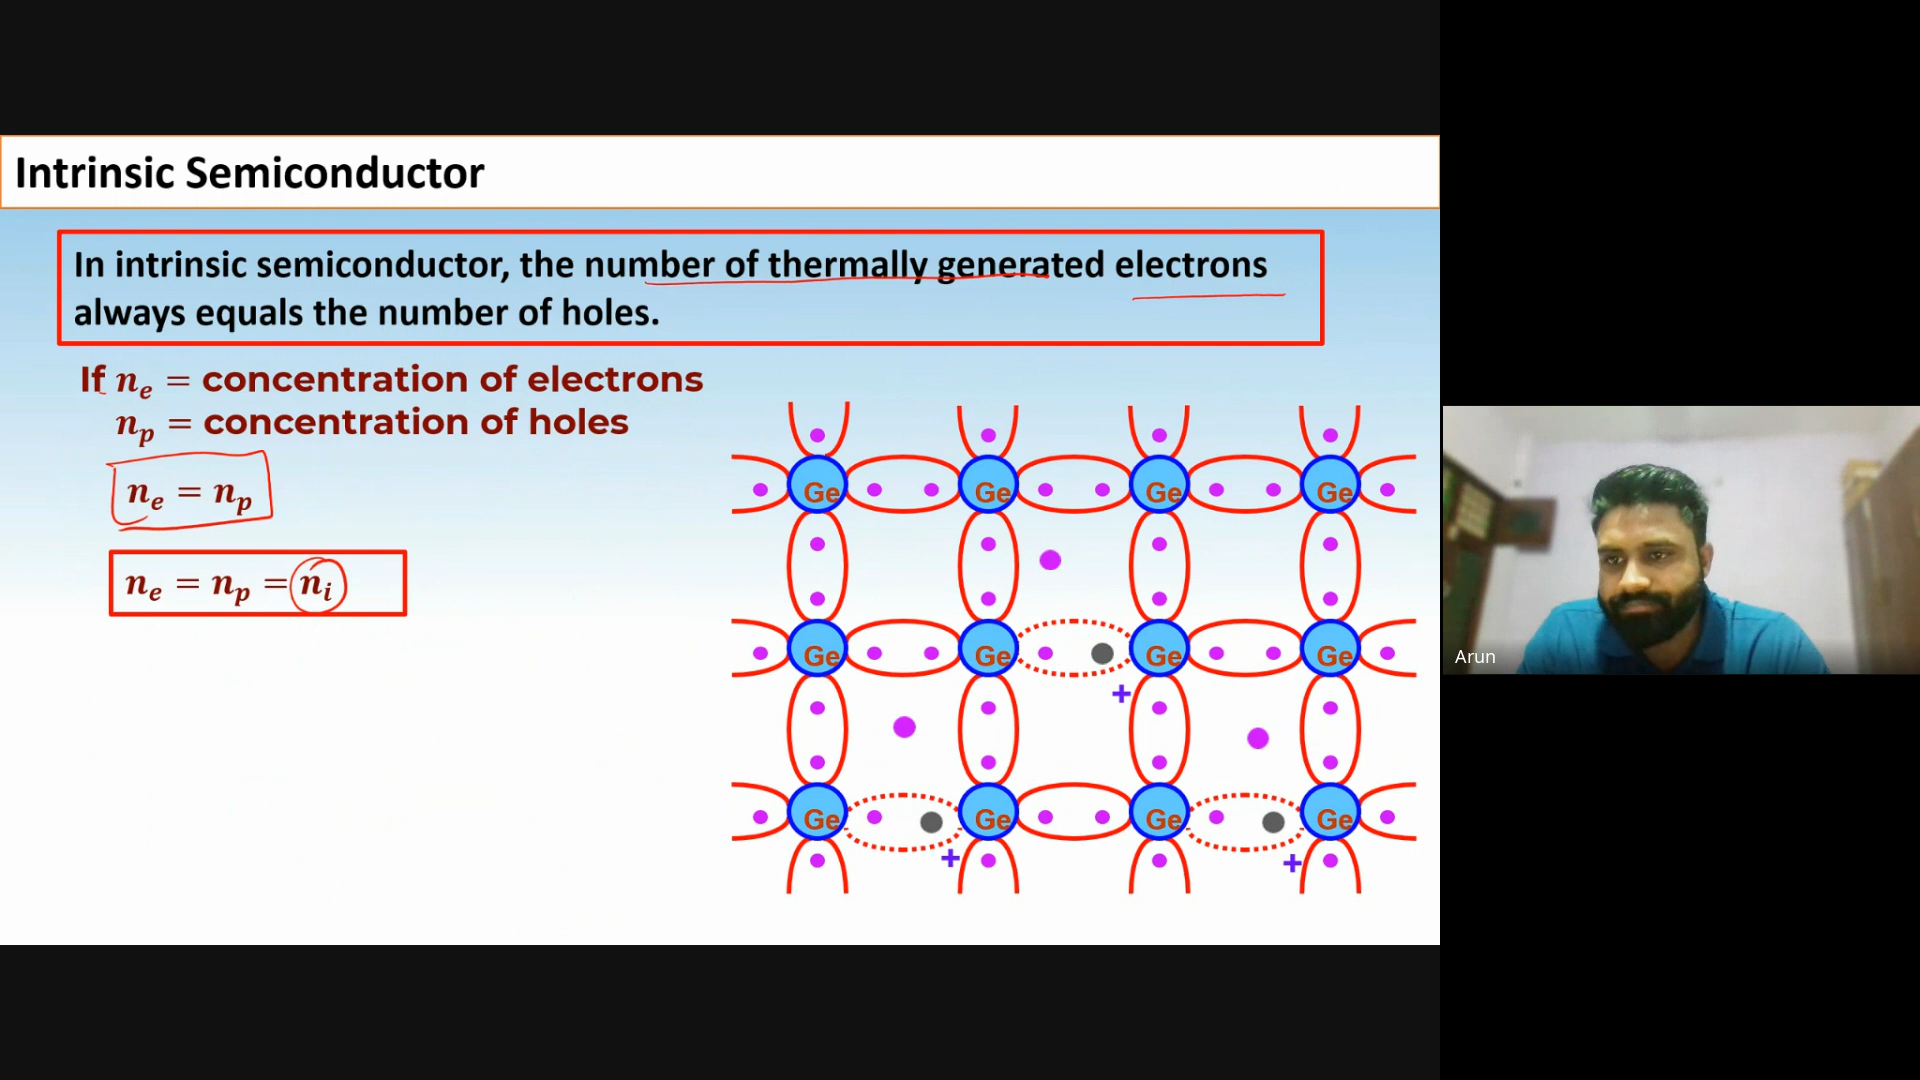 Intrinsic Semiconductor
In intrinsic semiconductor, the number of thermally generated electrons
always equals the number of holes.
If nₑ = concentration of electrons
nₚ = concentration of holes
nₑ = nₚ
nₑ = nₚ = nᵢ
Ge Ge Ge Ge
Ge Ge Ge Ge
+
Ge Ge Ge Ge
+ +
Arun